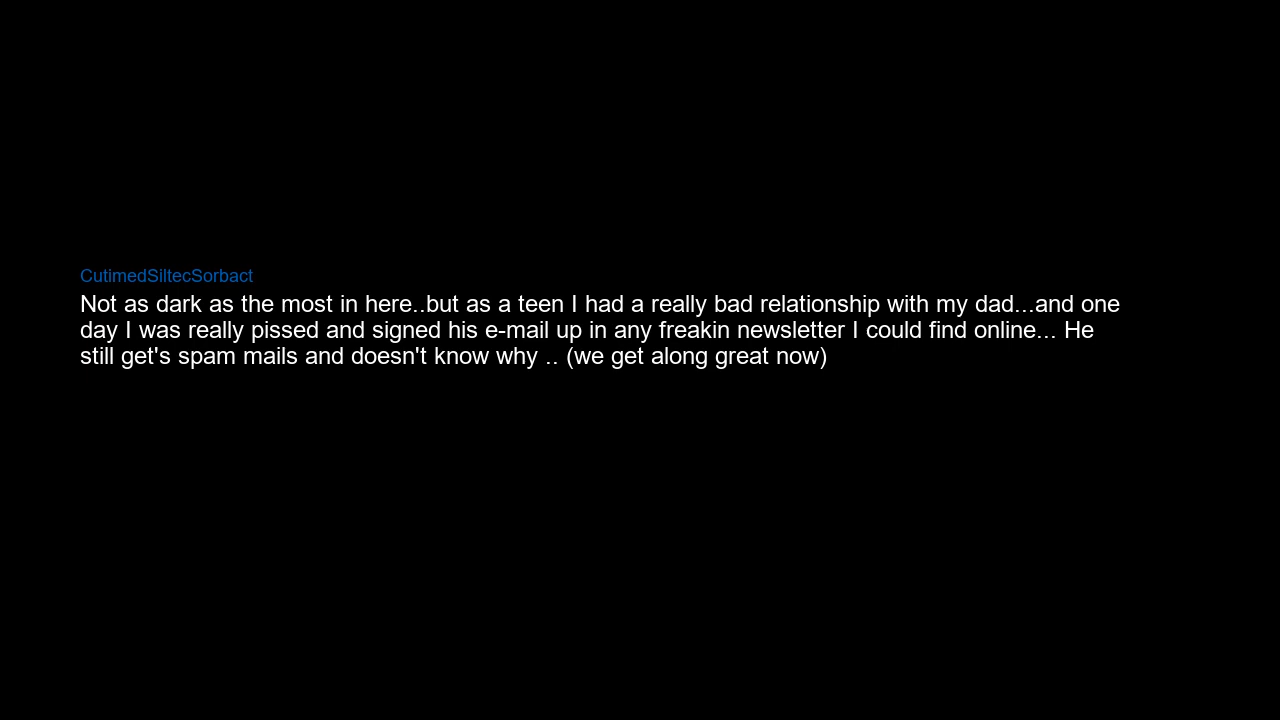 CutimedSiltecSorbact
Not as dark as the most in here..but as a teen I had a really bad relationship with my dad...and one
day I was really pissed and signed his e-mail up in any freakin newsletter I could find online... He
still get's spam mails and doesn't know why .. (we get along great now)